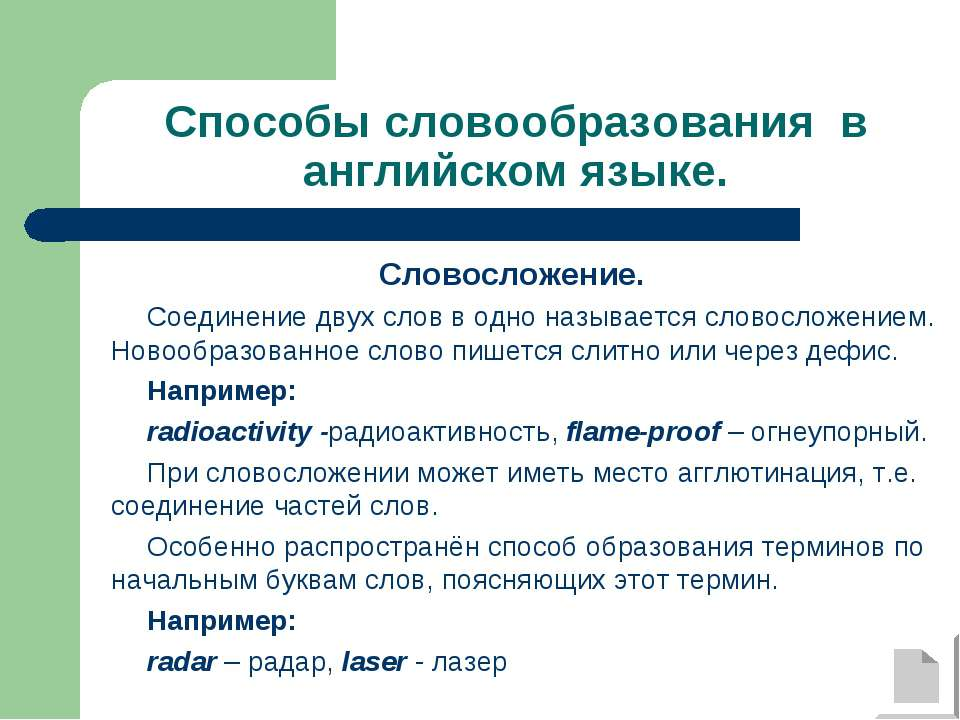 Способы словообразования в
английском языке.
Словосложение.
Соединение двух слов в одно называется словосложением.
Новообразованное слово пишется слитно или через дефис.
Например:
radioactivity -радиоактивность, flame-proof – огнеупорный.
При словосложении может иметь место агглютинация, т.е.
соединение частей слов.
Особенно распространён способ образования терминов по
начальным буквам слов, поясняющих этот термин.
Например:
radar – радар, laser - лазер